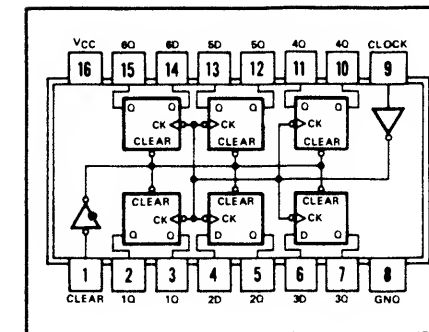 VCC 6Q 6D 5D 5Q 4Q 4Q CLOCK
16 15 14 13 12 11 10 9
Q Q Q Q Q Q
CK CK CK
CLEAR CLEAR CLEAR
CLEAR CLEAR CLEAR
CK CK CK
Q Q D Q D Q
1 2 3 4 5 6 7 8
CLEAR 1Q 1Q 2D 2Q 3D 3Q GND